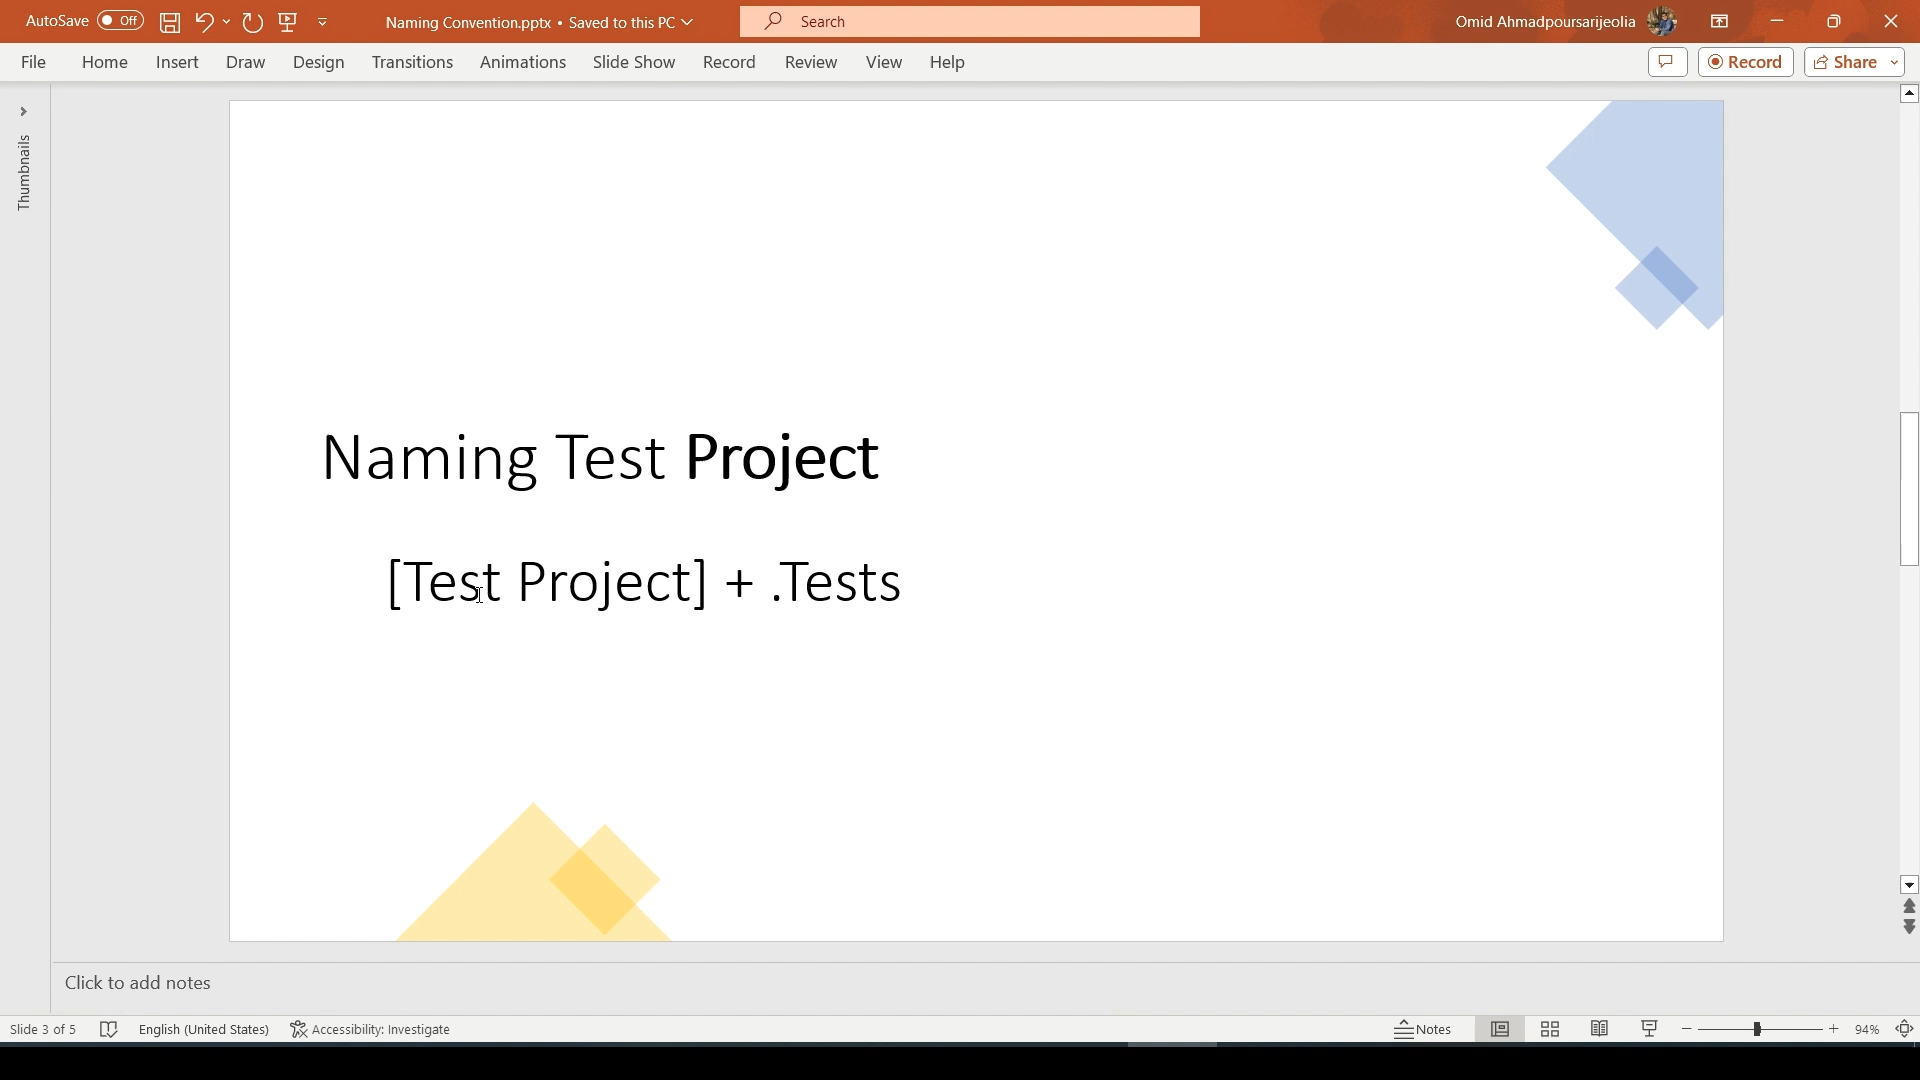 AutoSave Off Naming Convention.pptx • Saved to this PC Search Omid Ahmadpoursarijeolia
File Home Insert Draw Design Transitions Animations Slide Show Record Review View Help Record Share
Thumbnails
Naming Test Project
[Test Project] + .Tests
Click to add notes
Slide 3 of 5 English (United States) Accessibility: Investigate Notes 94%